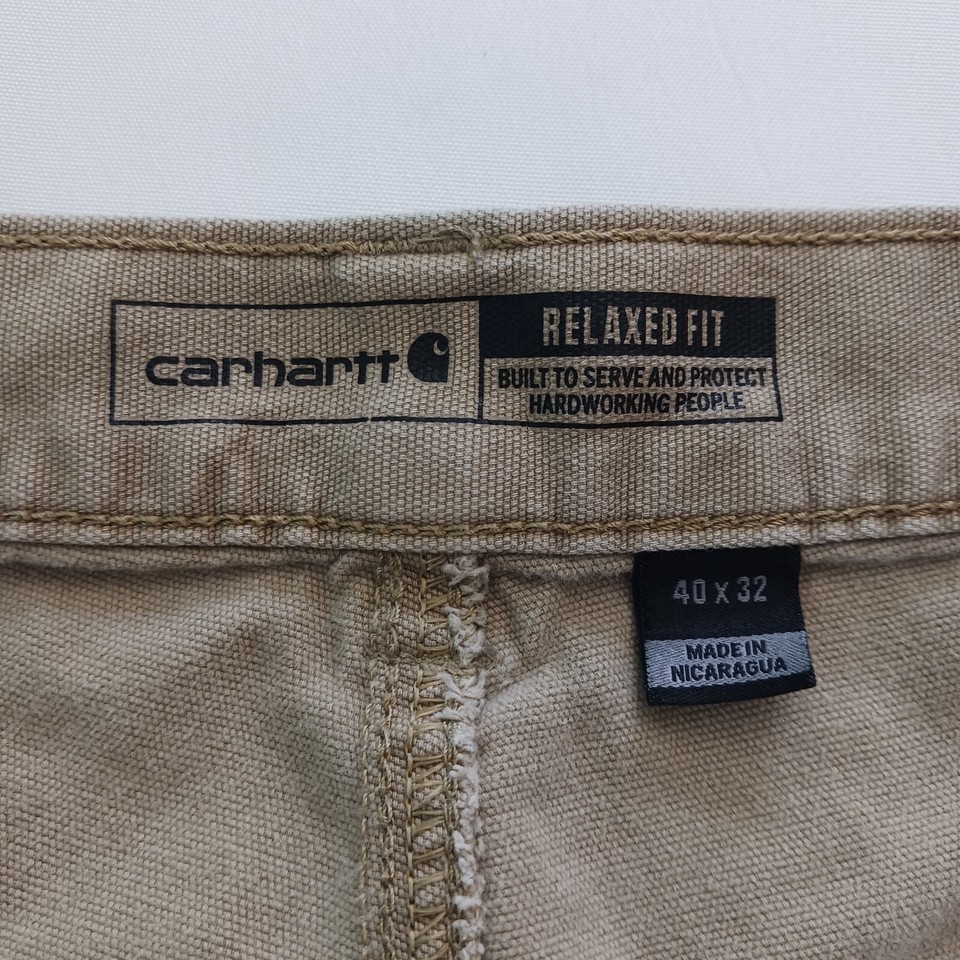 carhartt
RELAXED FIT
BUILT TO SERVE AND PROTECT
HARDWORKING PEOPLE
40 X 32
MADE IN
NICARAGUA